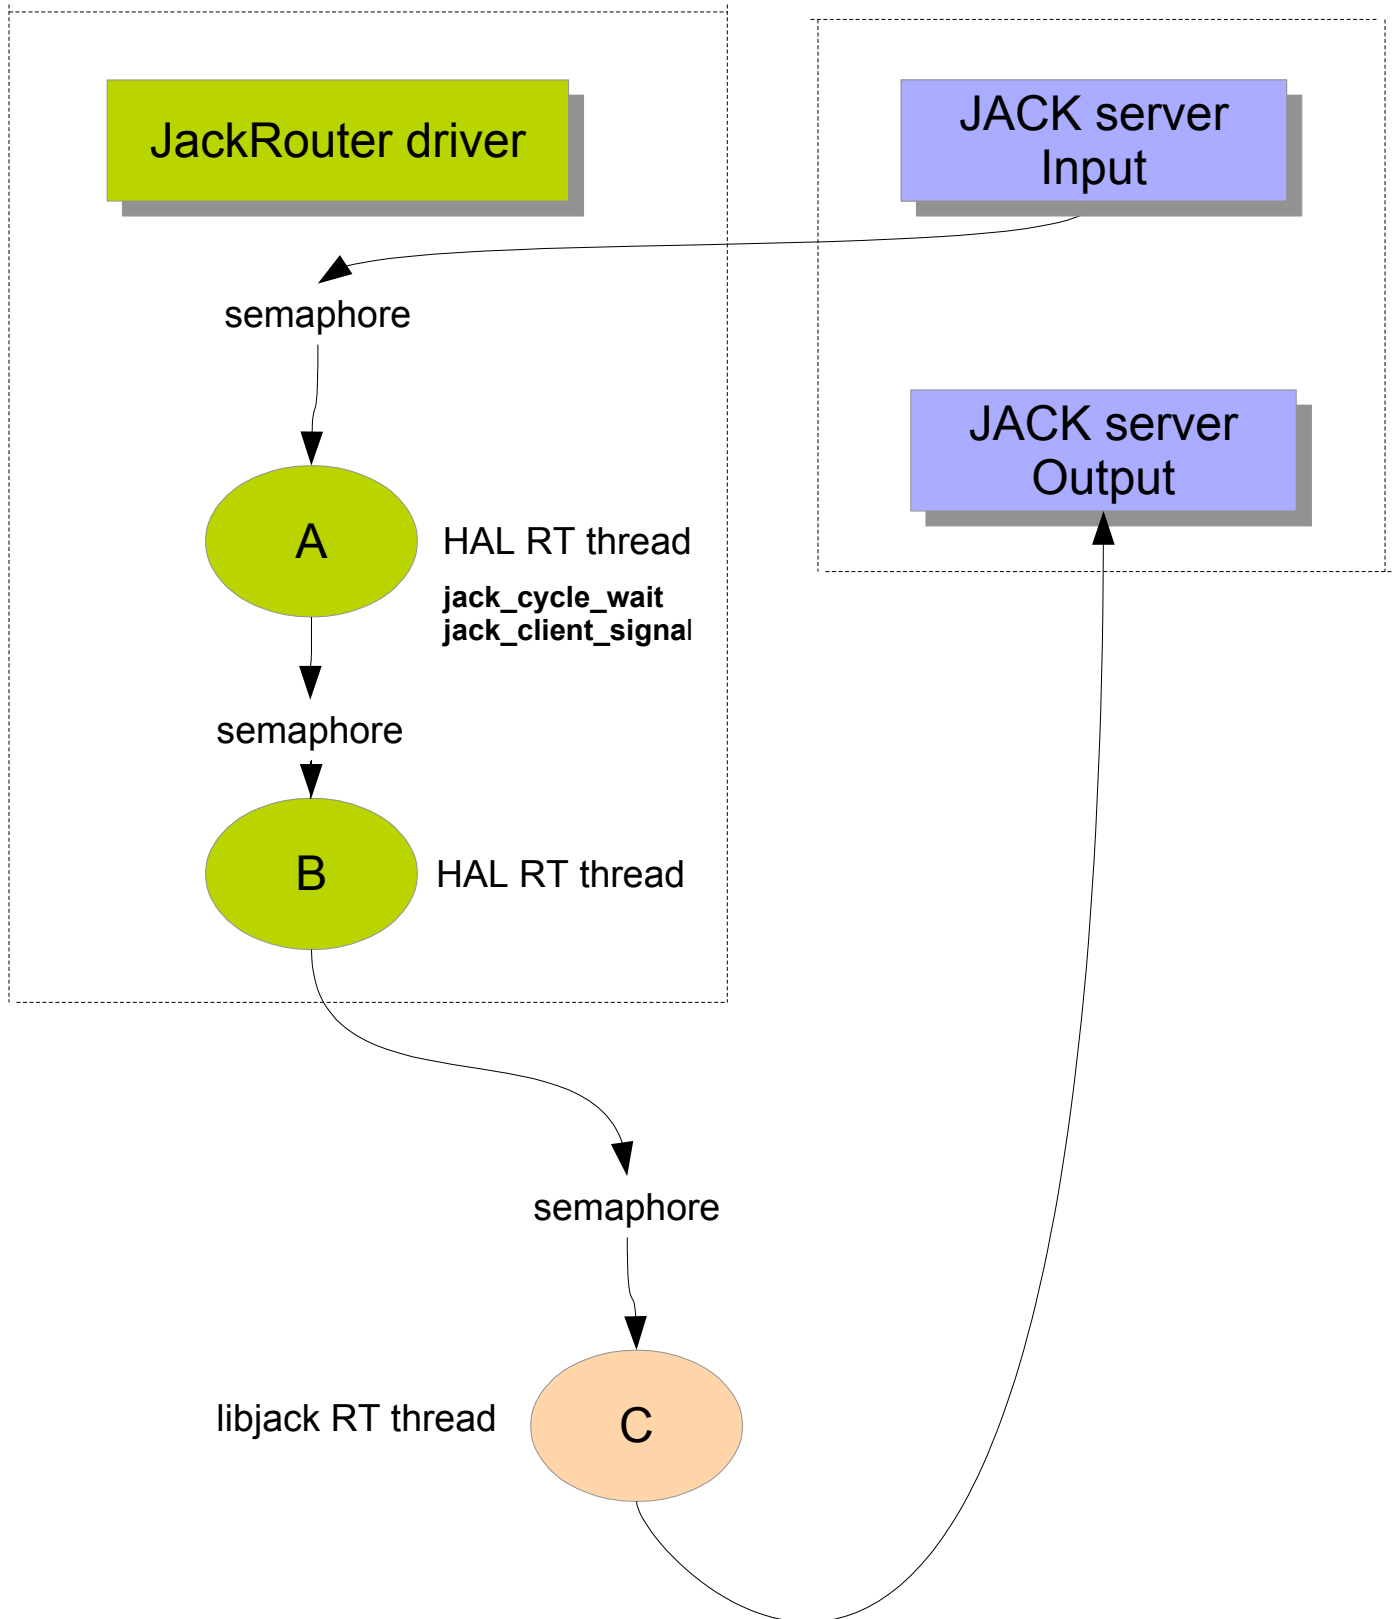 JackRouter driver
JACK server
Input
semaphore
JACK server
Output
A
HAL RT thread
jack_cycle_wait
jack_client_signal
semaphore
B
HAL RT thread
semaphore
libjack RT thread
C